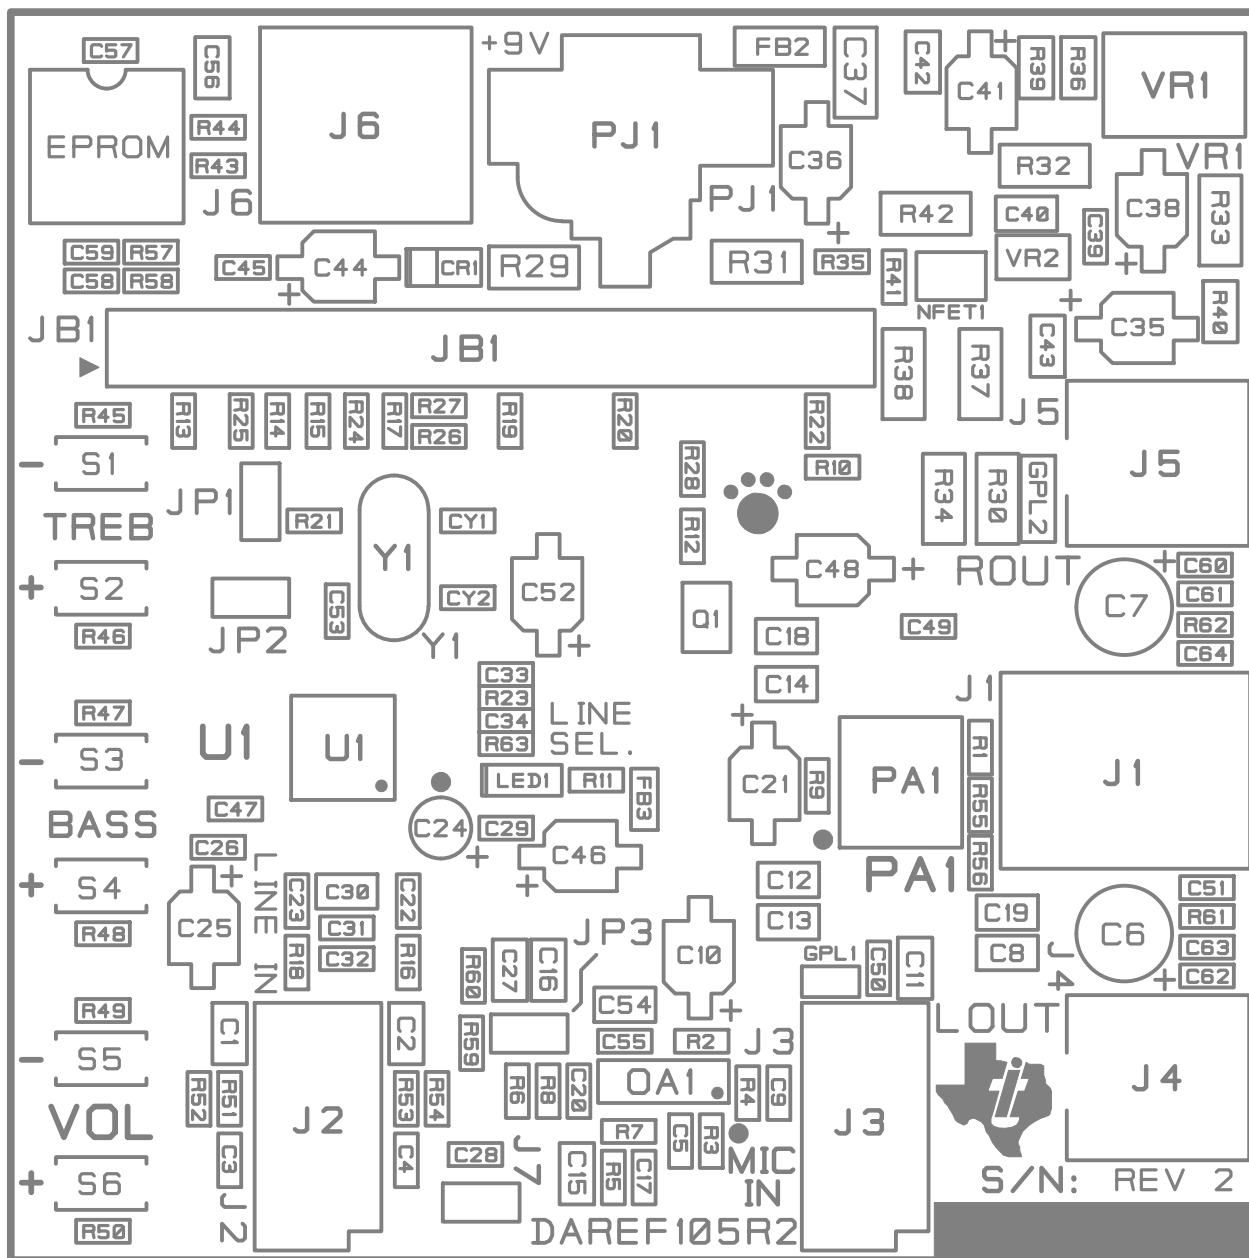 C57
C56
+9V
FB2
C37
C42
C41
R39
R36
VR1
EPROM
R44
R43
J6
J6
PJ1
PJ1
C36
R32
VR1
C38
R33
R42
C40
C39
VR2
C59
R57
C58
R58
C45
C44
CR1
R29
R31
R35
R41
NFET1
C35
R40
C43
JB1
JB1
R38
R37
R45
R13
R25
R14
R15
R24
R17
R27
R26
R19
R20
R22
J5
J5
- S1
TREB
JP1
R21
CY1
R28
R10
R34
R30
GPL2
R12
Y1
C52
C48
ROUT
C60
+ S2
JP2
C53
CY2
Y1
Q1
C18
C49
C7
C61
R62
C64
R46
C33
R23
C34
R63
LINE
SEL.
C14
J1
R47
U1
U1
- S3
LED1
R11
FB3
C21
R9
PA1
R1
R55
J1
BASS
C47
C24
C29
C46
PA1
R56
C26
+ S4
C25
LINE IN
C23
C30
C22
C31
C32
R18
R16
C12
C13
C19
C8
C51
R61
C63
C62
C6
R48
R60
C27
C16
JP3
C10
GPL1
C50
C11
J4
R49
C1
C2
R59
C54
C55
R2
J3
LOUT
- S5
R52
R51
J2
R53
R54
R6
R8
C20
OA1
R4
C9
J3
J4
VOL
C3
C4
C28
J7
R7
C15
R5
C17
C5
R3
MIC
IN
S/N: REV 2
+ S6
R50
J2
DAREF105R2